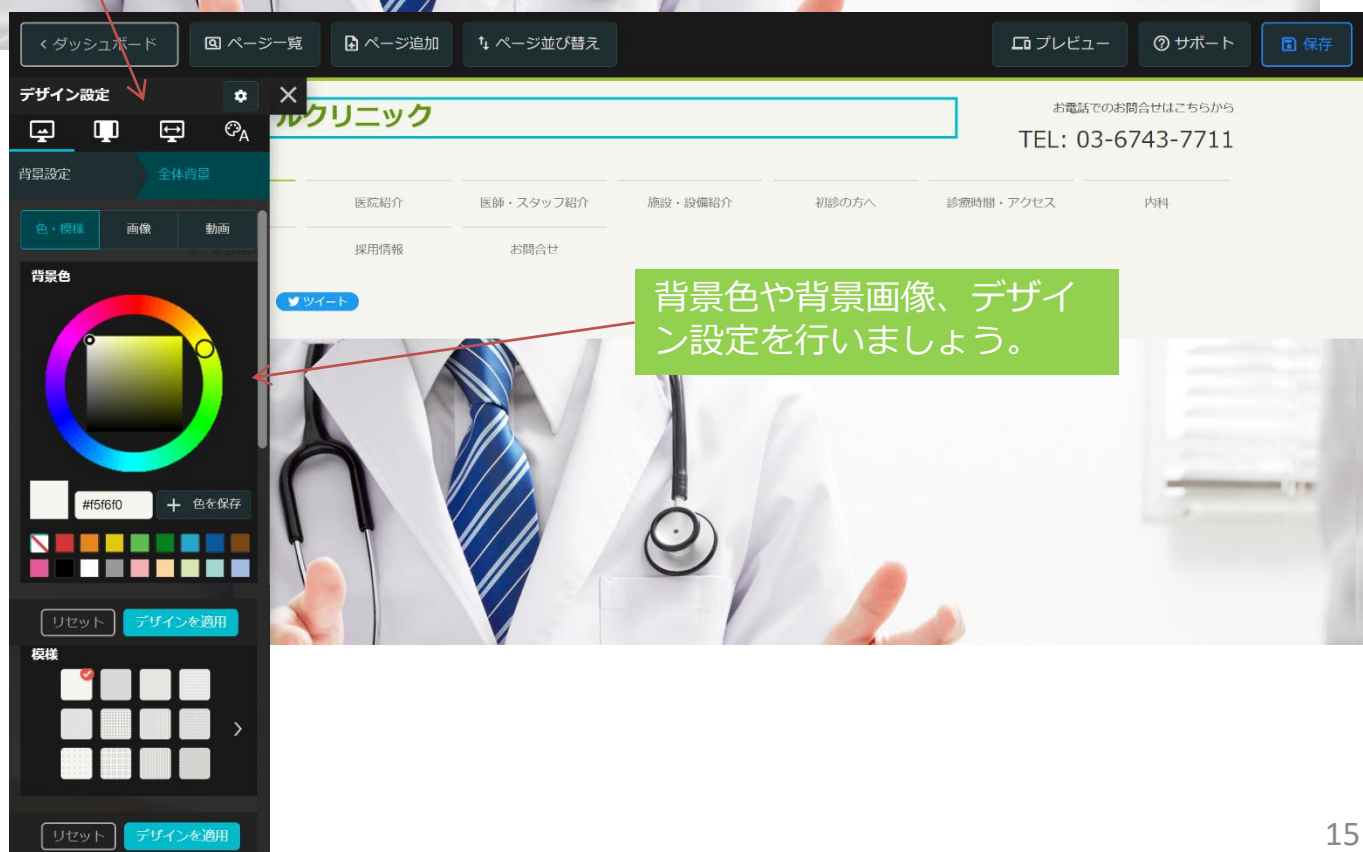 ダッシュボード
ページ一覧
ページ追加
ページ並び替え
プレビュー
サポート
保存
デザイン設定
背景設定
全体背景
色・模様
画像
動画
背景色
#f5f6f0
+ 色を保存
リセット
デザインを適用
模様
リセット
デザインを適用
ルクリニック
お電話でのお問合せはこちらから
TEL: 03-6743-7711
医院紹介
医師・スタッフ紹介
施設・設備紹介
初診の方へ
診療時間・アクセス
内科
採用情報
お問合せ
ツイート
背景色や背景画像、デザイ
ン設定を行いましょう。
15